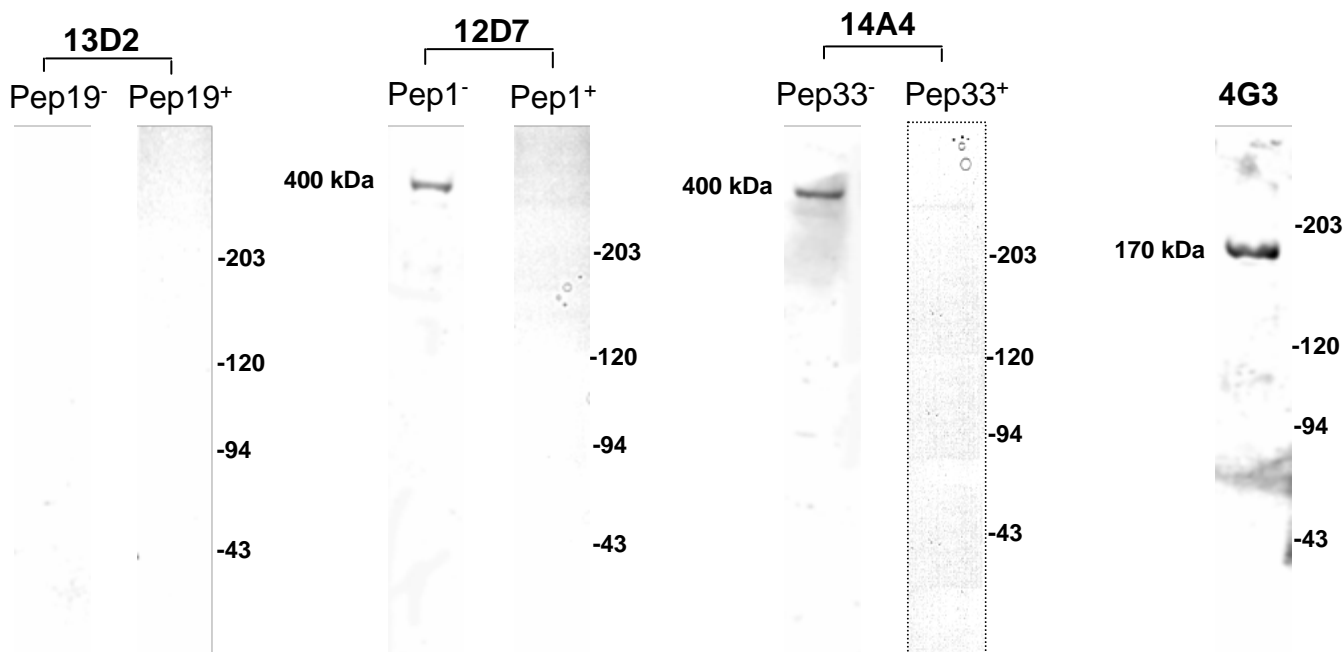 13D2
Pep19⁻ Pep19⁺
-203
-120
-94
-43
12D7
Pep1⁻ Pep1⁺
400 kDa
-203
-120
-94
-43
14A4
Pep33⁻ Pep33⁺
400 kDa
-203
-120
-94
-43
4G3
170 kDa
-203
-120
-94
-43